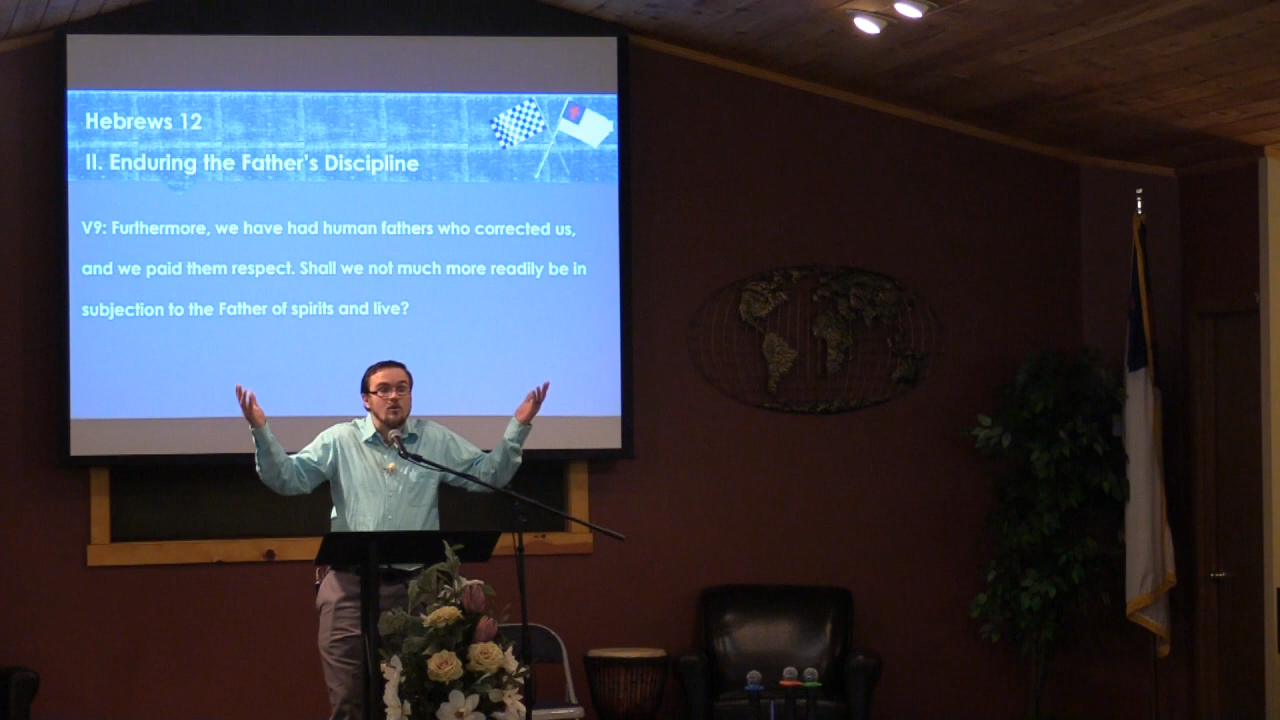 Hebrews 12
II. Enduring the Father's Discipline
V9: Furthermore, we have had human fathers who corrected us,
and we paid them respect. Shall we not much more readily be in
subjection to the Father of spirits and live?